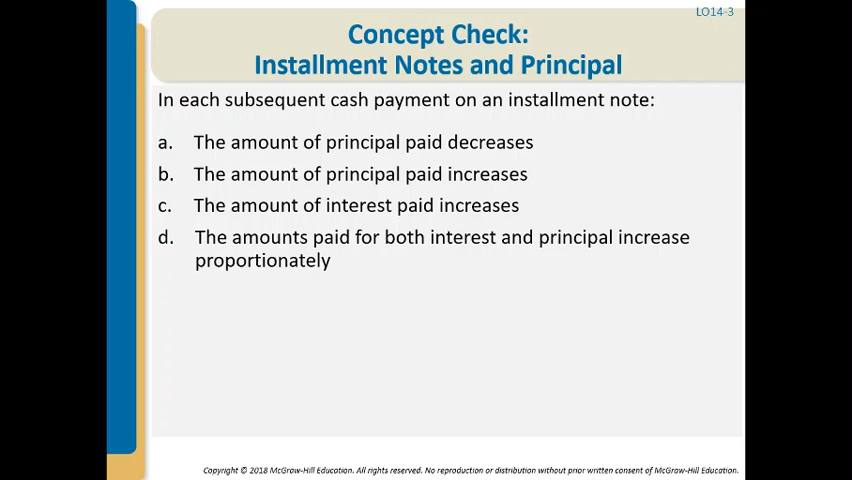 LO14-3
Concept Check:
Installment Notes and Principal
In each subsequent cash payment on an installment note:
a. The amount of principal paid decreases
b. The amount of principal paid increases
c. The amount of interest paid increases
d. The amounts paid for both interest and principal increase
proportionately
Copyright © 2018 McGraw-Hill Education. All rights reserved. No reproduction or distribution without prior written consent of McGraw-Hill Education.